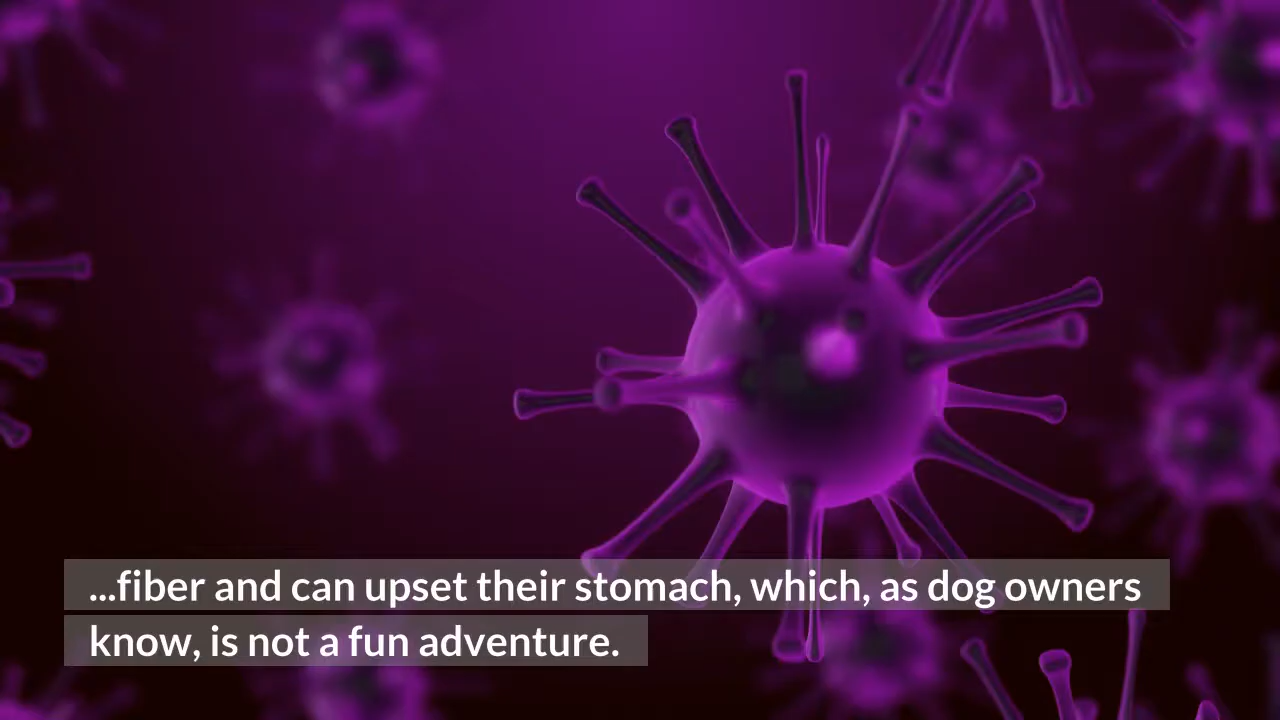 ...fiber and can upset their stomach, which, as dog owners
know, is not a fun adventure.